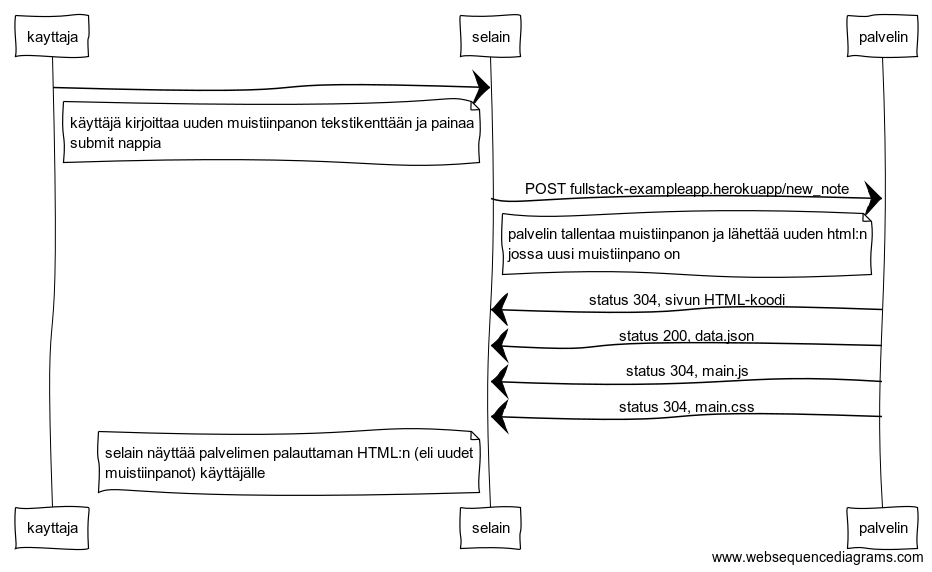 kayttaja
selain
palvelin
käyttäjä kirjoittaa uuden muistiinpanon tekstikenttään ja painaa
submit nappia
POST fullstack-exampleapp.herokuapp/new_note
palvelin tallentaa muistiinpanon ja lähettää uuden html:n
jossa uusi muistiinpano on
status 304, sivun HTML-koodi
status 200, data.json
status 304, main.js
status 304, main.css
selain näyttää palvelimen palauttaman HTML:n (eli uudet
muistiinpanot) käyttäjälle
kayttaja
selain
palvelin
www.websequencediagrams.com